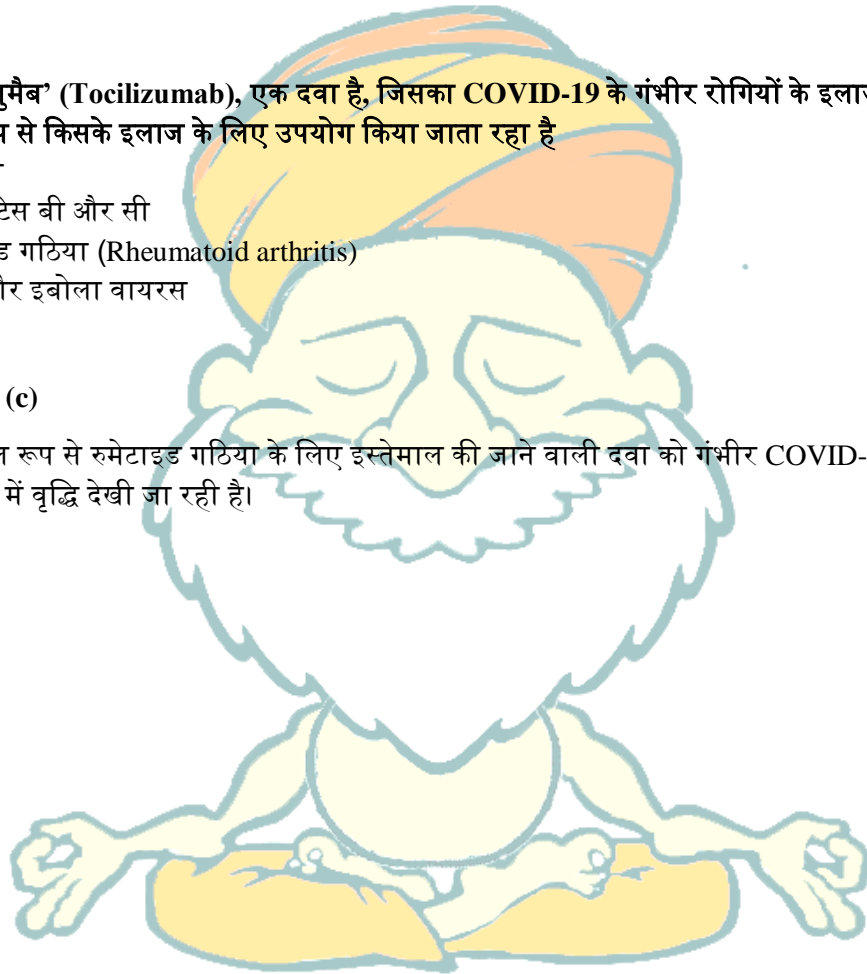 ुमैब’ (Tocilizumab), एक दवा है, जिसका COVID-19 के गंभीर रोगियों के इलाज
से किसके इलाज के लिए उपयोग किया जाता रहा है
टेस बी और सी
ड गठिया (Rheumatoid arthritis)
और इबोला वायरस
(c)
रूप से रुमेटाइड गठिया के लिए इस्तेमाल की जाने वाली दवा को गंभीर COVID-
में वृद्धि देखी जा रही है।